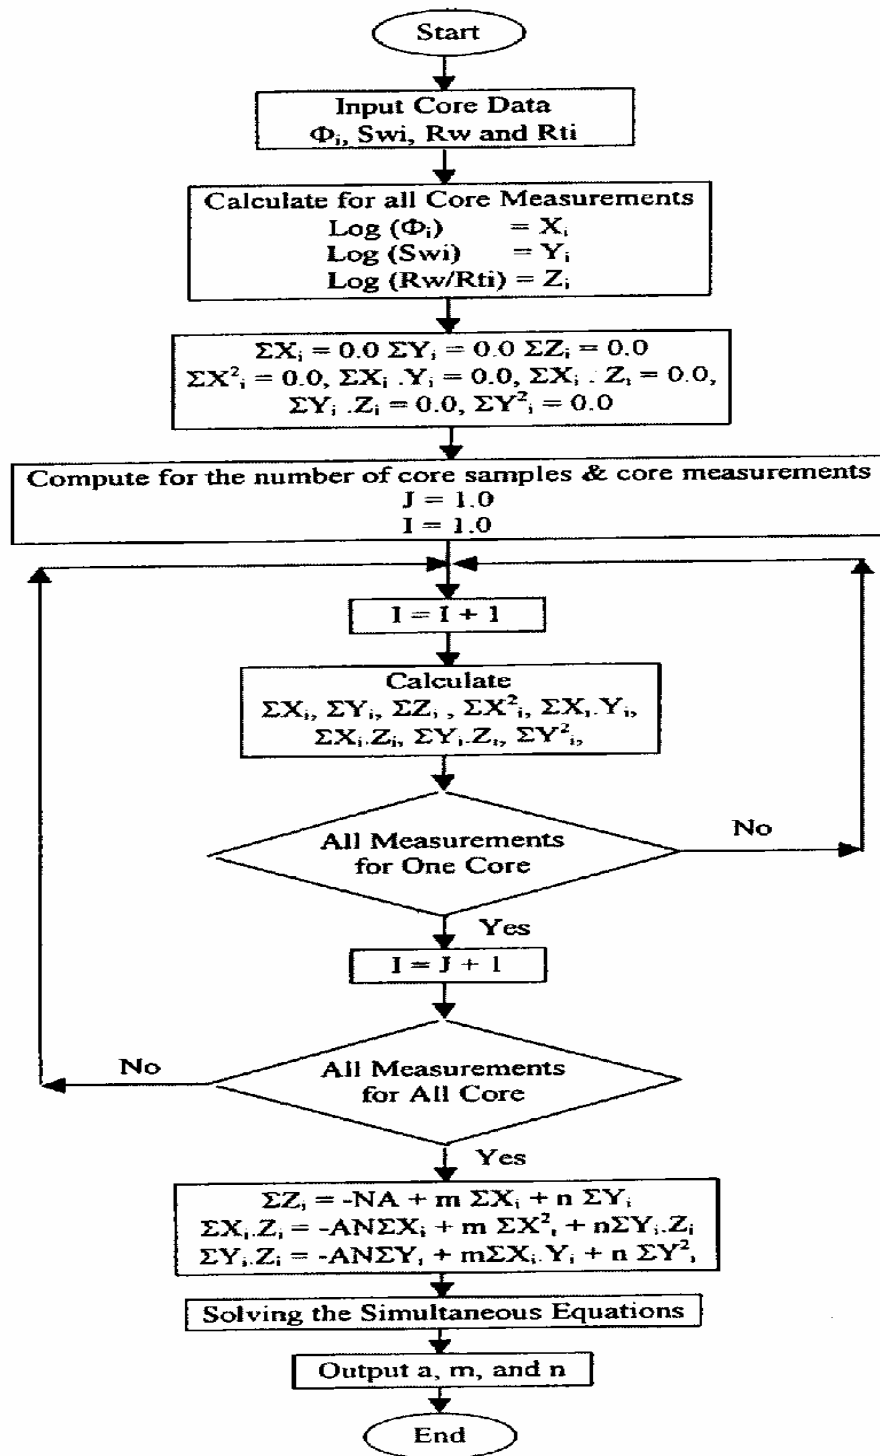 Start
Input Core Data
Φᵢ, Swi, Rw and Rti
Calculate for all Core Measurements
Log (Φᵢ) = Xᵢ
Log (Swi) = Yᵢ
Log (Rw/Rti) = Zᵢ
ΣXᵢ = 0.0 ΣYᵢ = 0.0 ΣZᵢ = 0.0
ΣX²ᵢ = 0.0, ΣXᵢ .Yᵢ = 0.0, ΣXᵢ . Zᵢ = 0.0,
ΣYᵢ .Zᵢ = 0.0, ΣY²ᵢ = 0.0
Compute for the number of core samples & core measurements
J = 1.0
I = 1.0
I = I + 1
Calculate
ΣXᵢ, ΣYᵢ, ΣZᵢ , ΣX²ᵢ, ΣXᵢ.Yᵢ,
ΣXᵢ.Zᵢ, ΣYᵢ.Zᵢ, ΣY²ᵢ,
All Measurements
for One Core
No
Yes
I = J + 1
All Measurements
for All Core
No
Yes
ΣZᵢ = -NA + m ΣXᵢ + n ΣYᵢ
ΣXᵢ.Zᵢ = -ANΣXᵢ + m ΣX²ᵢ + nΣYᵢ.Zᵢ
ΣYᵢ.Zᵢ = -ANΣYᵢ + mΣXᵢ.Yᵢ + n ΣY²ᵢ
Solving the Simultaneous Equations
Output a, m, and n
End